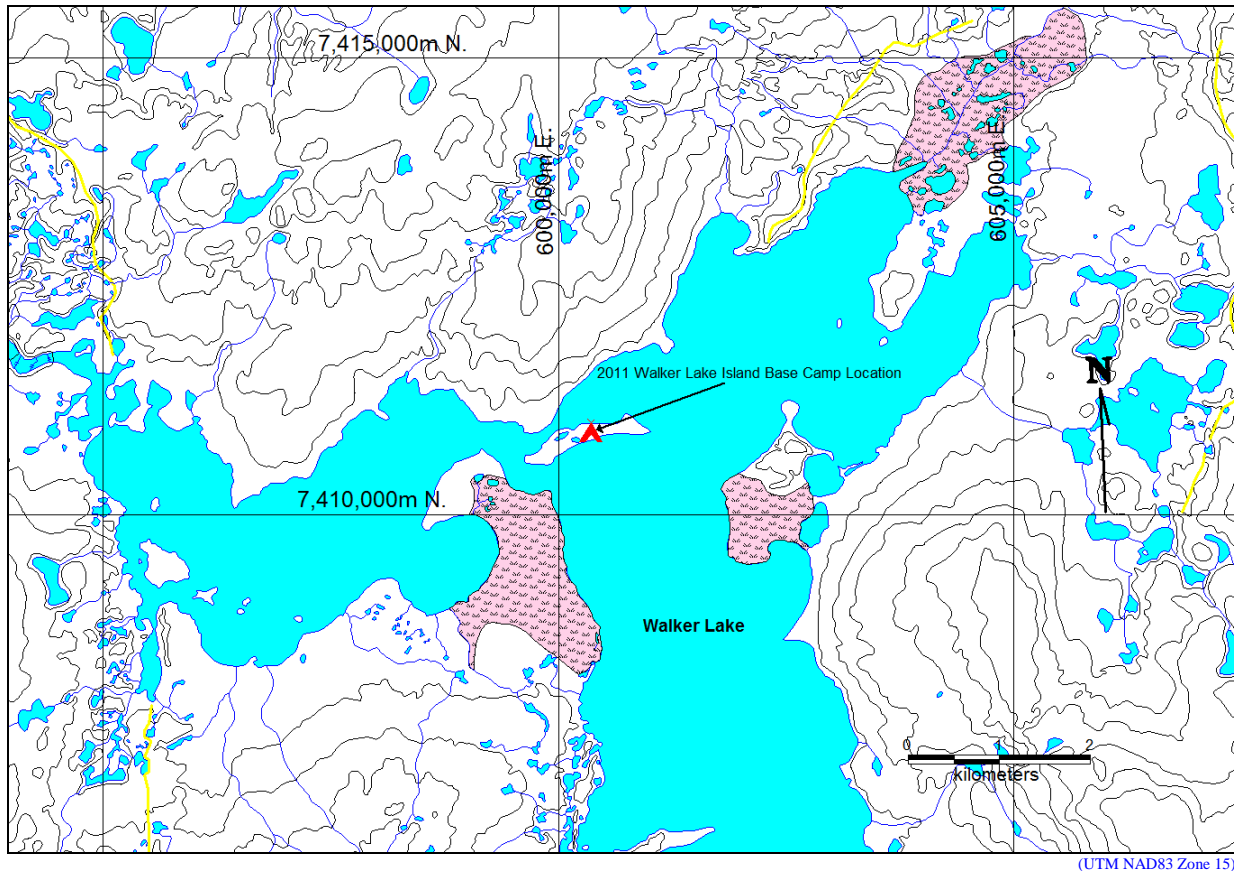 7,415,000m N.
600,000m E.
605,000m E.
2011 Walker Lake Island Base Camp Location
N
7,410,000m N.
Walker Lake
0 1 2
kilometers
(UTM NAD83 Zone 15)